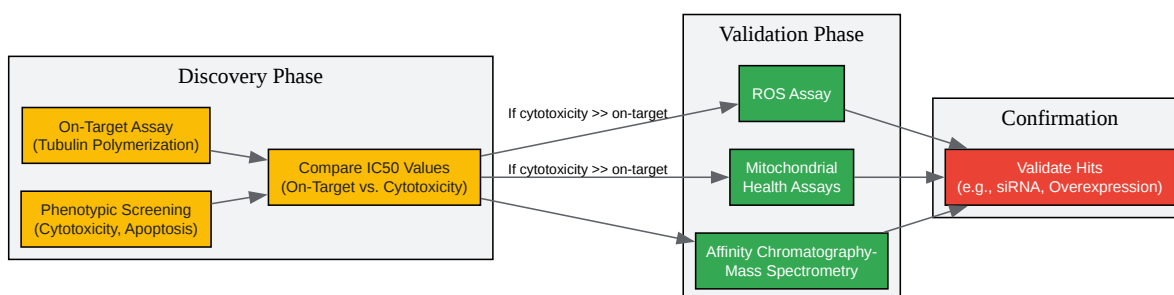 Discovery Phase
On-Target Assay
(Tubulin Polymerization)
Phenotypic Screening
(Cytotoxicity, Apoptosis)
Compare IC50 Values
(On-Target vs. Cytotoxicity)
If cytotoxicity >> on-target
If cytotoxicity >> on-target
Validation Phase
ROS Assay
Mitochondrial
Health Assays
Affinity Chromatography-
Mass Spectrometry
Confirmation
Validate Hits
(e.g., siRNA, Overexpression)